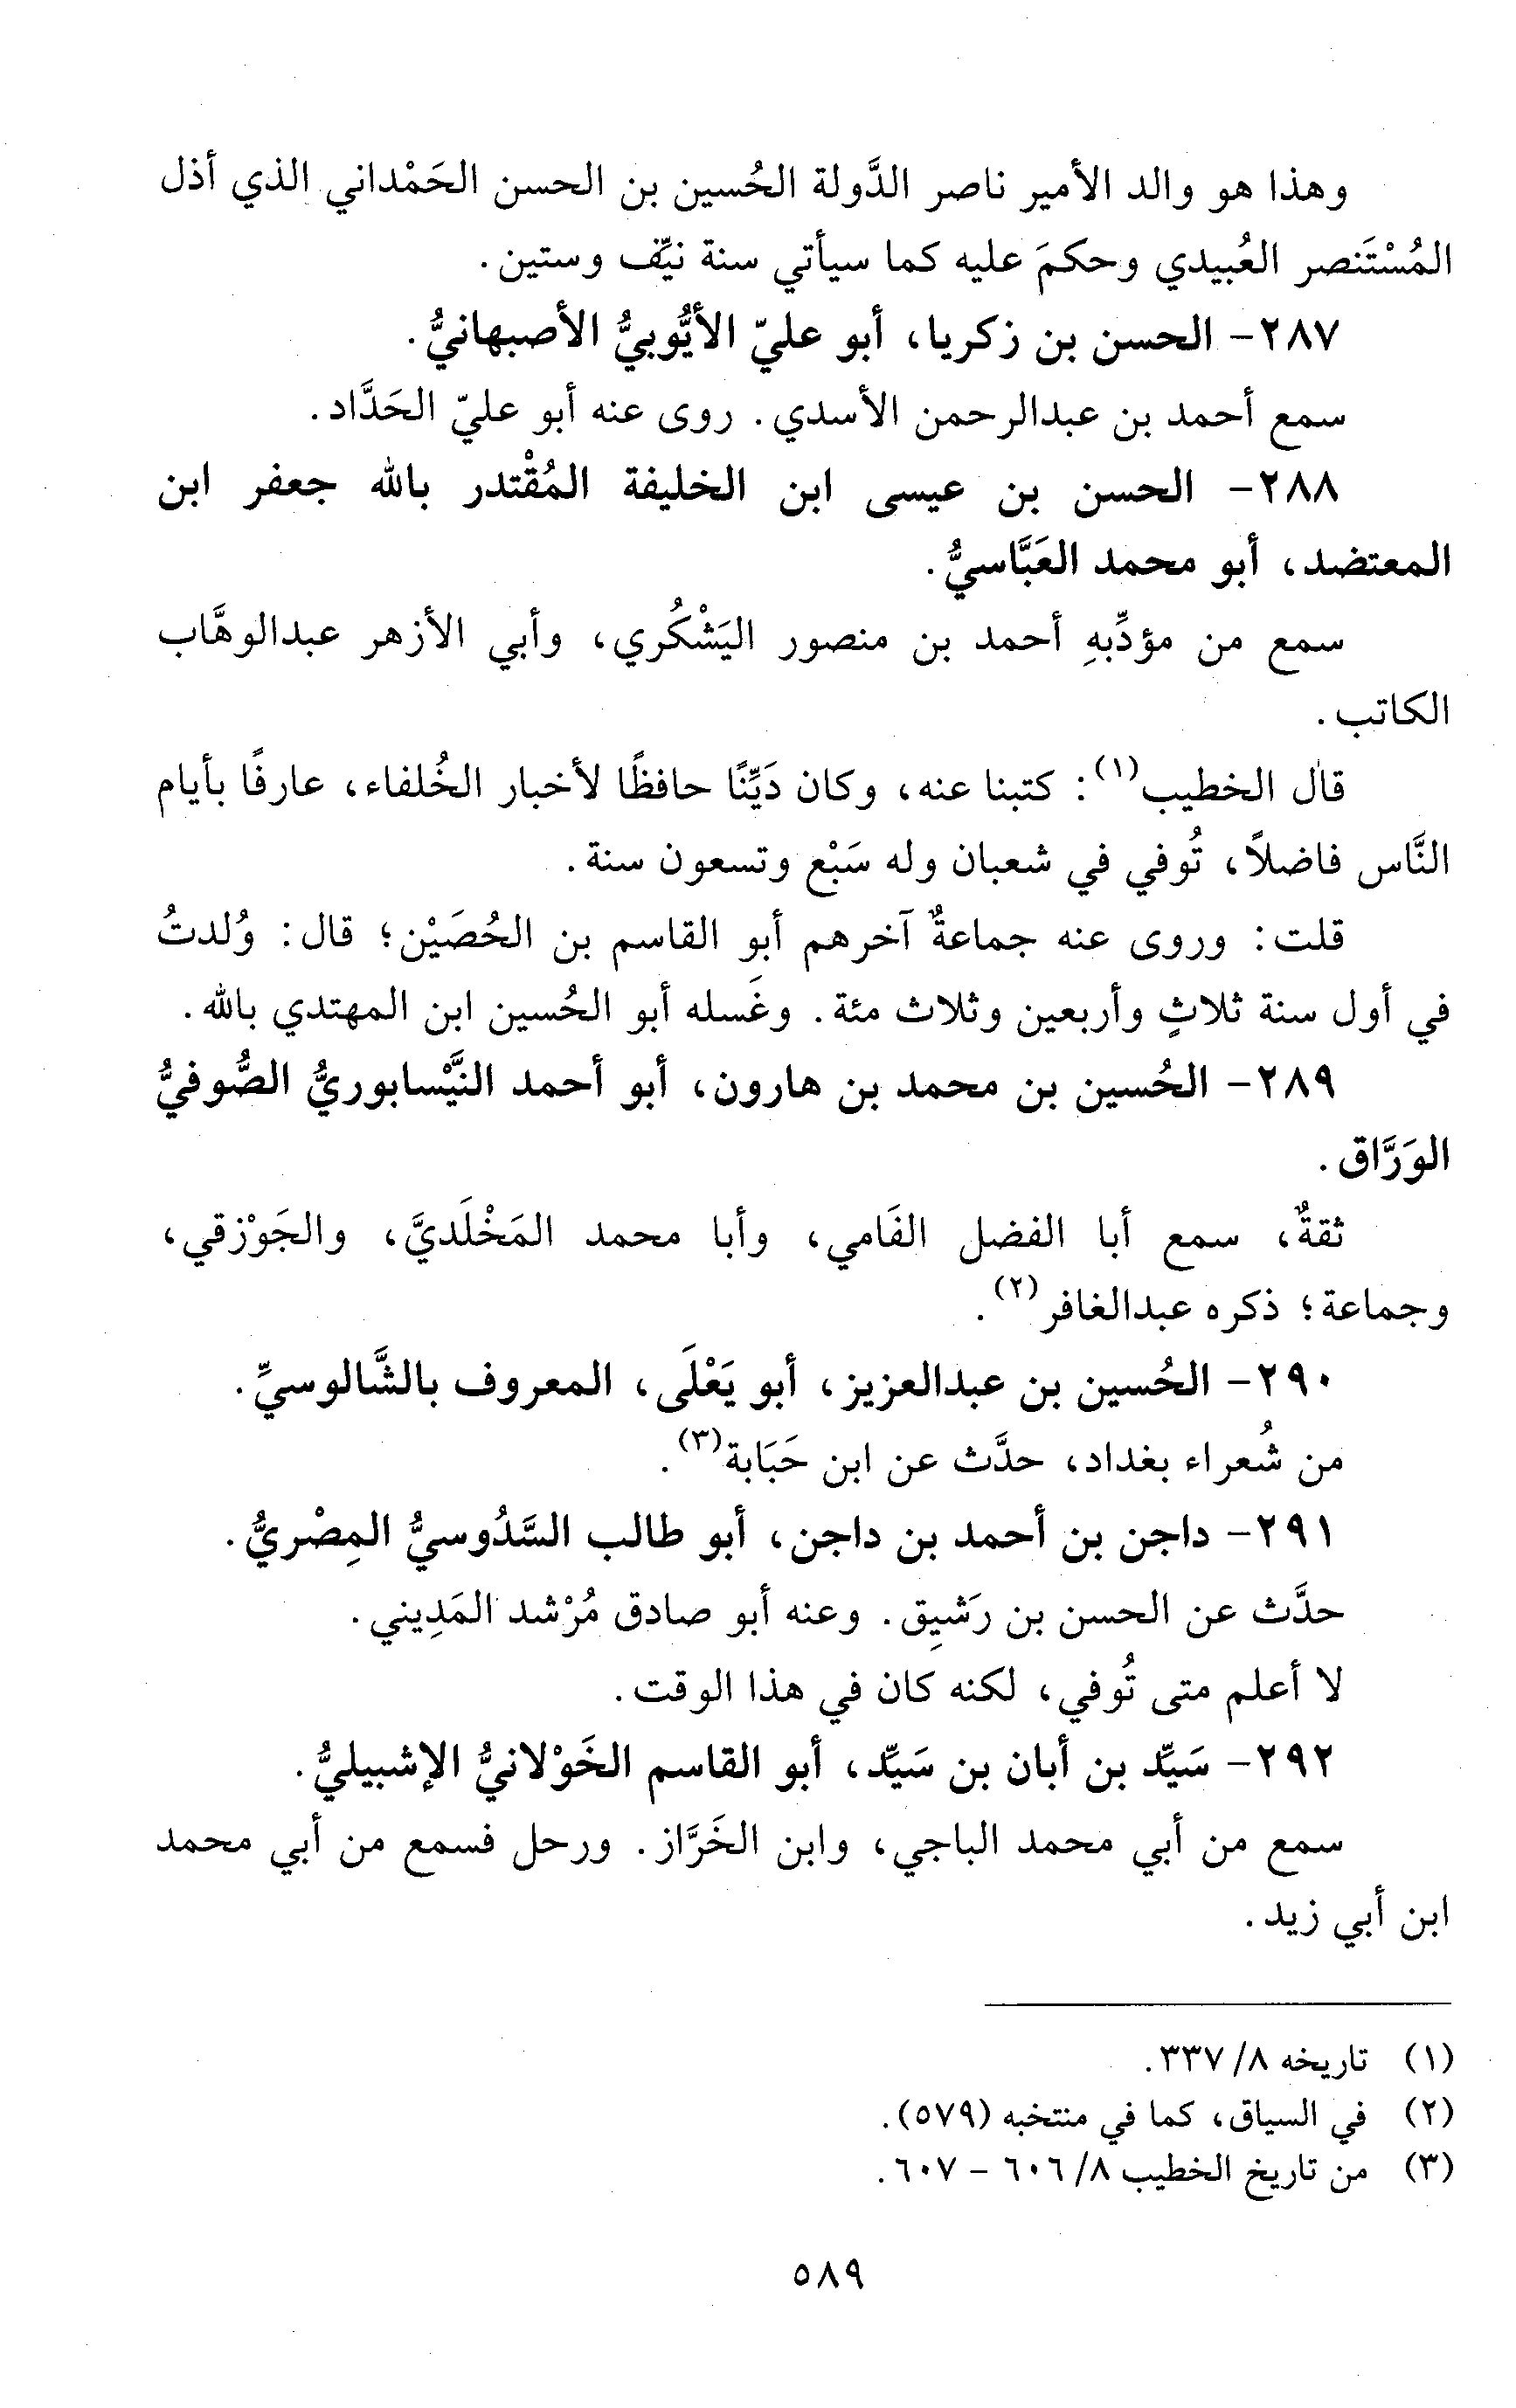 وهذا هو والد الأمير ناصر الدَّولة الحُسين بن الحسن الحَمْداني الذي أذل
المُسْتَنصر العُبيدي وحكمَ عليه كما سيأتي سنة نيِّف وستين.
٢٨٧- الحسن بن زكريا، أبو عليّ الأيُّوبيُّ الأصبهانيُّ.
سمع أحمد بن عبدالرحمن الأسدي. روى عنه أبو عليّ الحَدَّاد.
٢٨٨- الحسن بن عيسى ابن الخليفة المُقْتدر بالله جعفر ابن
المعتضد، أبو محمد العَبَّاسيُّ.
سمع من مؤدِّبهِ أحمد بن منصور اليَشْكُري، وأبي الأزهر عبدالوهَّاب
الكاتب.
قال الخطيب(١): كتبنا عنه، وكان دَيِّنًا حافظًا لأخبار الخُلفاء، عارفًا بأيام
النَّاس فاضلاً، تُوفي في شعبان وله سَبْع وتسعون سنة.
قلت: وروى عنه جماعةٌ آخرهم أبو القاسم بن الحُصَيْن؛ قال: وُلدتُ
في أول سنة ثلاثٍ وأربعين وثلاث مئة. وغَسله أبو الحُسين ابن المهتدي بالله.
٢٨٩- الحُسين بن محمد بن هارون، أبو أحمد النَّيْسابوريُّ الصُّوفيُّ
الوَرَّاق.
ثقةٌ، سمع أبا الفضل الفَامي، وأبا محمد المَخْلَديَّ، والجَوْزقي،
وجماعة؛ ذكره عبدالغافر(٢).
٢٩٠- الحُسين بن عبدالعزيز، أبو يَعْلَى، المعروف بالشَّالوسيِّ.
من شُعراء بغداد، حدَّث عن ابن حَبَابة(٣).
٢٩١- داجن بن أحمد بن داجن، أبو طالب السَّدُوسيُّ المِصْريُّ.
حدَّث عن الحسن بن رَشيِق. وعنه أبو صادق مُرْشد المَدِيني.
لا أعلم متى تُوفي، لكنه كان في هذا الوقت.
٢٩٢- سَيِّد بن أبان بن سَيِّد، أبو القاسم الخَوْلانيُّ الإشبيليُّ.
سمع من أبي محمد الباجي، وابن الخَرَّاز. ورحل فسمع من أبي محمد
ابن أبي زيد.
(١) تاريخه ٨/ ٣٣٧.
(٢) في السياق، كما في منتخبه (٥٧٩).
(٣) من تاريخ الخطيب ٨/ ٦٠٦ - ٦٠٧.
٥٨٩